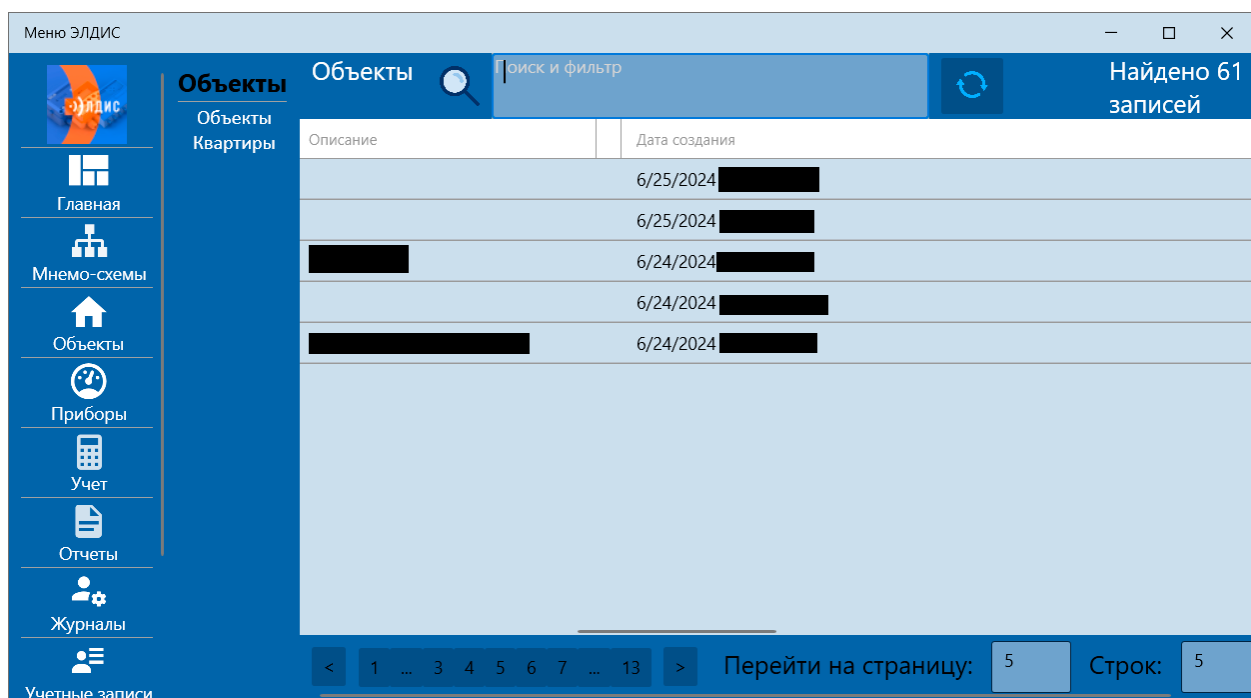 Меню ЭЛДИС
элдис
Главная
Мнемо-схемы
Объекты
Приборы
Учет
Отчеты
Журналы
Учетные записи
Объекты
Объекты
Квартиры
Объекты
Поиск и фильтр
Найдено 61
записей
Описание Дата создания
6/25/2024
6/25/2024
6/24/2024
6/24/2024
6/24/2024
< 1 ... 3 4 5 6 7 ... 13 > Перейти на страницу: 5 Строк: 5